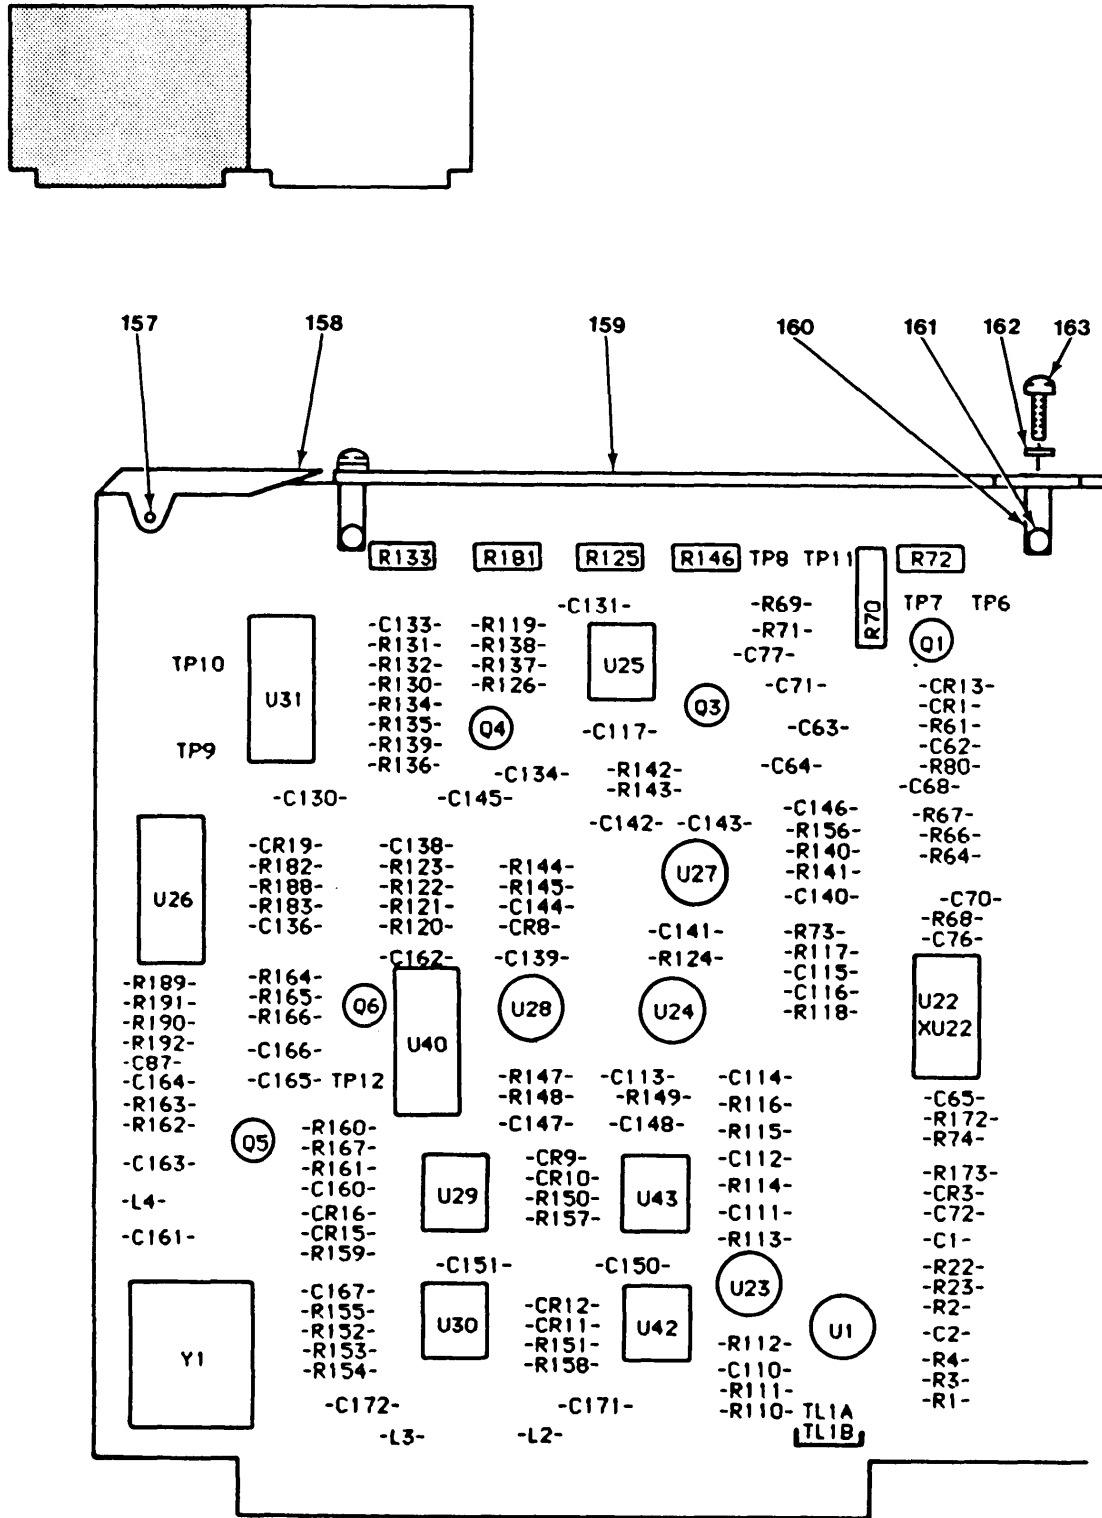 157 158 159 160 161 162 163
R133 R181 R125 R146 TP8 TP11 R72
R70
TP7 TP6
Q1
-C131- -R69-
-R71-
-C77-
-C133- -R119-
-R131- -R138-
-R132- -R137-
-R130- -R126-
-R134-
-R135-
-R139-
-R136-
U25
TP10
U31
TP9
Q4
Q3
-C71-
-C117- -C63-
-C134- -R142- -C64-
-R143-
-C130- -C145-
-C142- -C143-
-CR13-
-CR1-
-R61-
-C62-
-R80-
-C68-
-R67-
-R66-
-R64-
-C146-
-R156-
-R140-
-R141-
-C140-
U26
-CR19- -C138-
-R182- -R123- -R144-
-R188- -R122- -R145-
-R183- -R121- -C144-
-C136- -R120- -CR8-
U27
-C70-
-R68-
-C76-
-C162- -C139- -C141-
-R124-
-R73-
-R117-
-C115-
-C116-
-R118-
U22
XU22
-R189-
-R191-
-R190-
-R192-
-C87-
-C164-
-R163-
-R162-
-C163-
-L4-
-C161-
-R164-
-R165-
-R166-
-C166-
-C165- TP12
Q6
U40
U28
U24
-R147- -C113- -C114-
-R148- -R149- -R116-
-C147- -C148- -R115-
Q5
-R160-
-R167-
-R161-
-C160-
-CR16-
-CR15-
-R159-
U29
-CR9-
-CR10-
-R150-
-R157-
U43
-C112-
-R114-
-C111-
-R113-
-C65-
-R172-
-R74-
-R173-
-CR3-
-C72-
-C1-
-R22-
-R23-
-R2-
-C2-
-R4-
-R3-
-R1-
-C151- -C150-
Y1
-C167-
-R155-
-R152-
-R153-
-R154-
U30
-CR12-
-CR11-
-R151-
-R158-
U42
U23
U1
-R112-
-C110-
-R111-
-R110- TL1A
TL1B
-C172- -C171-
-L3- -L2-